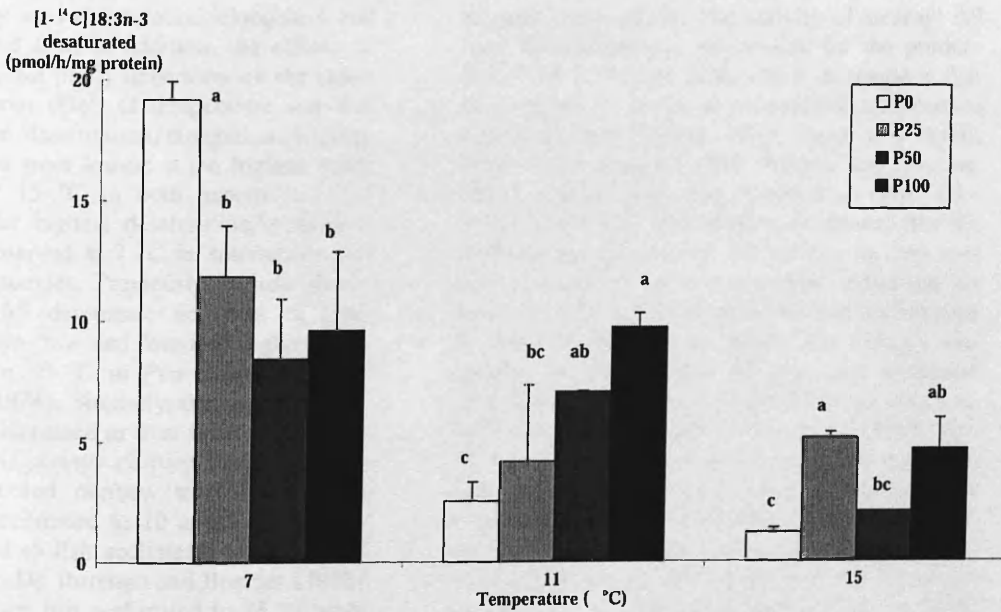 [1-14C]18:3n-3
desaturated
(pmol/h/mg protein)
20
15
10
5
0
a
b
b
b
c
bc
ab
a
c
a
bc
ab
P0
P25
P50
P100
7
11
15
Temperature ( °C)